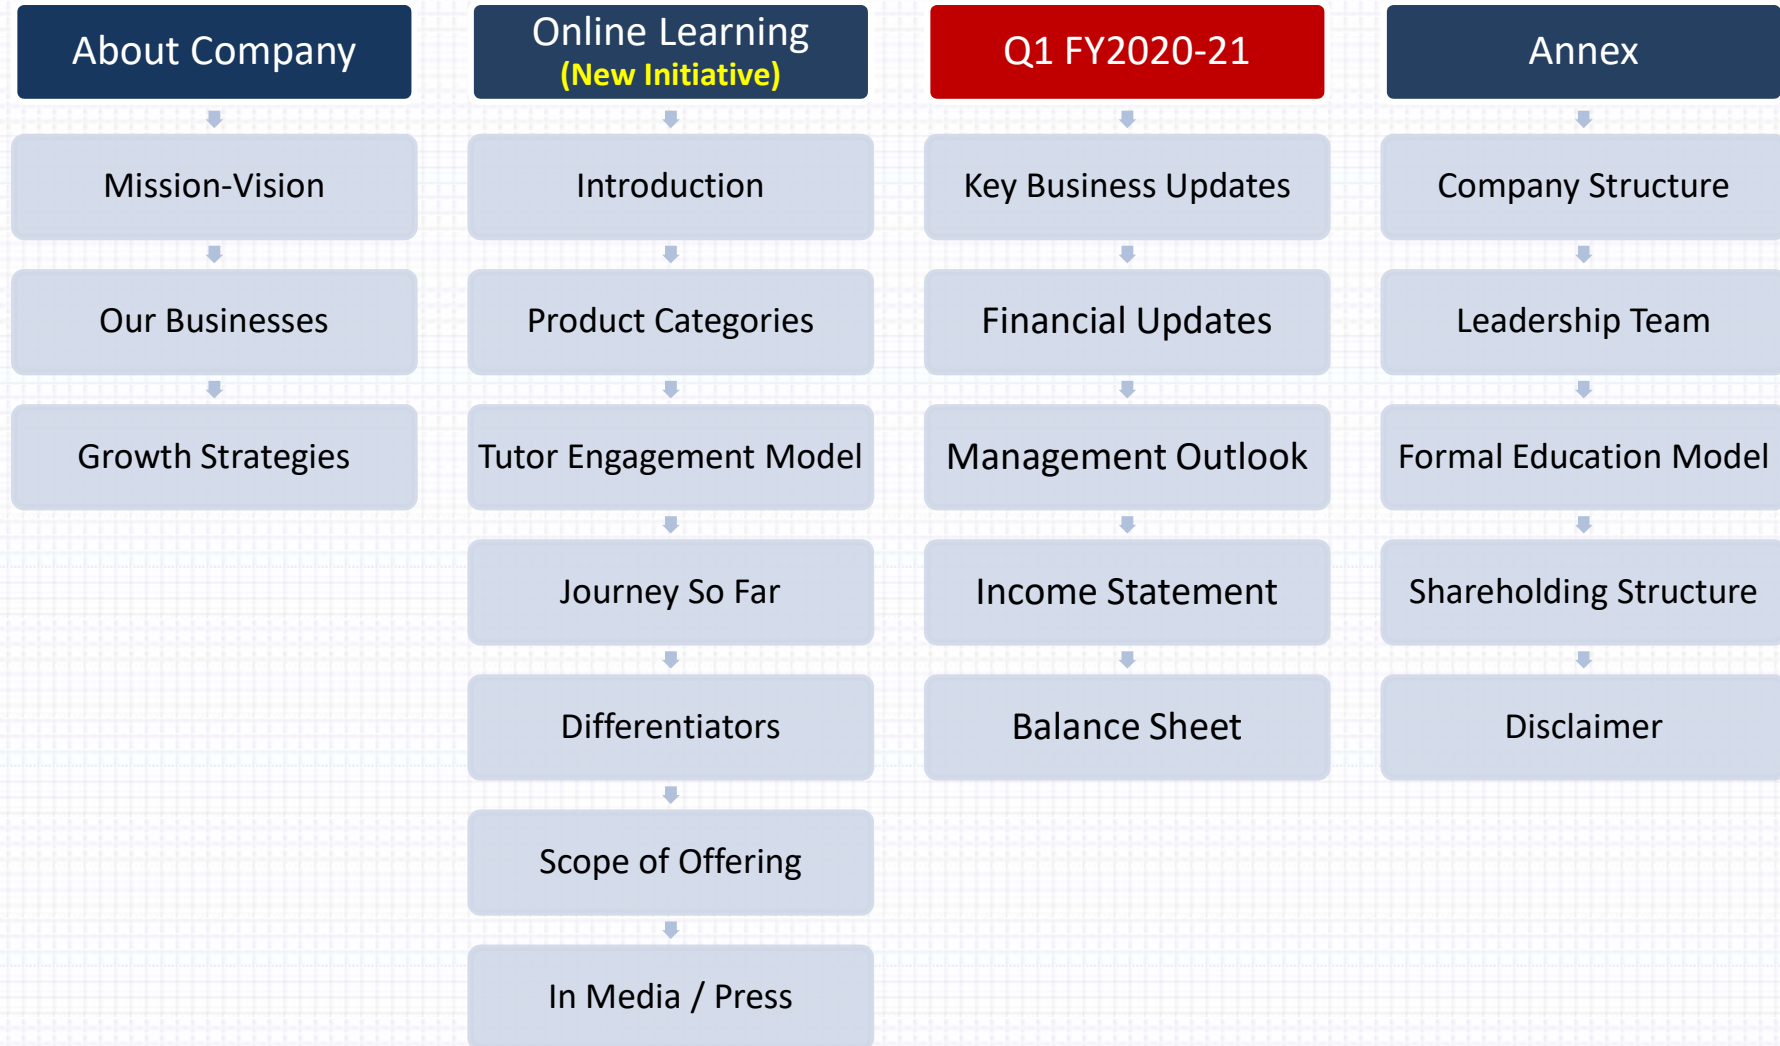 About Company
Mission-Vision
Our Businesses
Growth Strategies
Online Learning
(New Initiative)
Introduction
Product Categories
Tutor Engagement Model
Journey So Far
Differentiators
Scope of Offering
In Media / Press
Q1 FY2020-21
Key Business Updates
Financial Updates
Management Outlook
Income Statement
Balance Sheet
Annex
Company Structure
Leadership Team
Formal Education Model
Shareholding Structure
Disclaimer